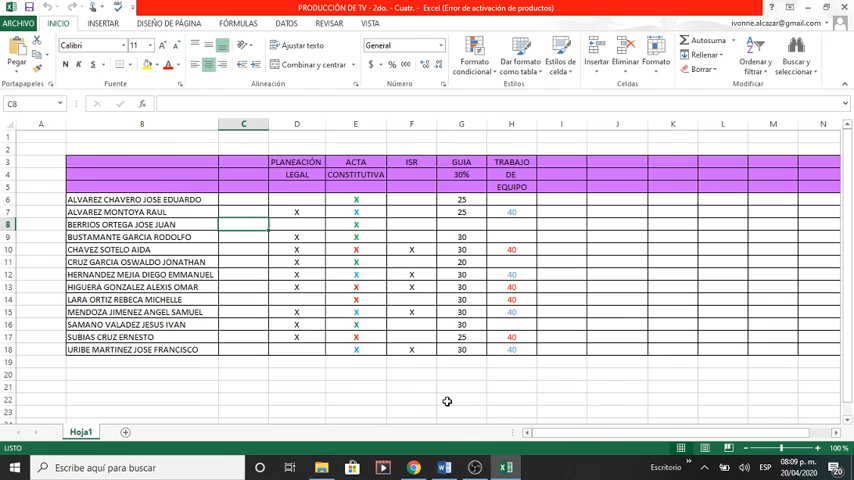 PRODUCCIÓN DE TV - 2do. - Cuatr. - Excel (Error de activación de productos)
ARCHIVO INICIO INSERTAR DISEÑO DE PÁGINA FÓRMULAS DATOS REVISAR VISTA ivonne.alcazar@gmail.com
Calibri 11 Ajustar texto General Autosuma
Pegar N K S Combinar y centrar $ % 000 Formato condicional Dar formato como tabla Estilos de celda Insertar Eliminar Formato Rellenar Borrar Ordenar y filtrar Buscar y seleccionar
Portapapeles Fuente Alineación Número Estilos Celdas Modificar
C8 fx
A B C D E F G H I J K L M N
1
2
3 PLANEACIÓN ACTA ISR GUIA TRABAJO
4 LEGAL CONSTITUTIVA 30% DE
5 EQUIPO
6 ALVAREZ CHAVERO JOSE EDUARDO X 25
7 ALVAREZ MONTOYA RAUL X X 25 40
8 BERRIOS ORTEGA JOSE JUAN X
9 BUSTAMANTE GARCIA RODOLFO X X 30
10 CHAVEZ SOTELO AIDA X X X 30 40
11 CRUZ GARCIA OSWALDO JONATHAN X X 20
12 HERNANDEZ MEJIA DIEGO EMMANUEL X X X 30 40
13 HIGUERA GONZALEZ ALEXIS OMAR X X X 30 40
14 LARA ORTIZ REBECA MICHELLE X 30 40
15 MENDOZA JIMENEZ ANGEL SAMUEL X X X 30 40
16 SAMANO VALADEZ JESUS IVAN X X 30
17 SUBIAS CRUZ ERNESTO X X 25 40
18 URIBE MARTINEZ JOSE FRANCISCO X X 30 40
19
20
21
22
23
Hoja1
LISTO 100 %
Escribe aquí para buscar Escritorio ESP 08:09 p. m.
20/04/2020 20